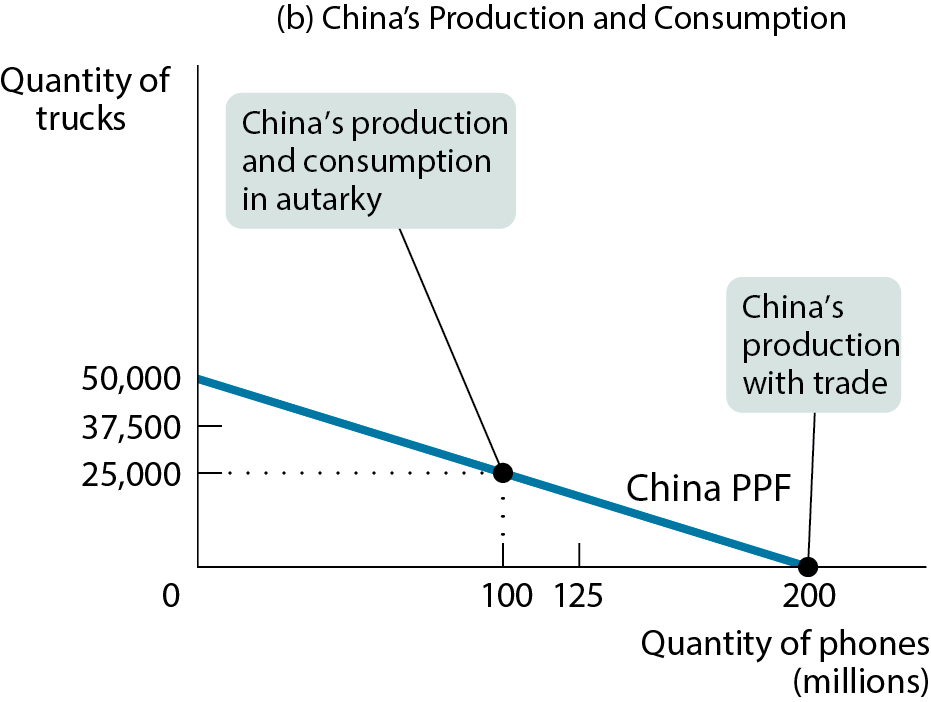 (b) China’s Production and Consumption
Quantity of
trucks
China’s production
and consumption
in autarky
China’s
production
with trade
50,000
37,500
25,000
China PPF
0
100
125
200
Quantity of phones
(millions)